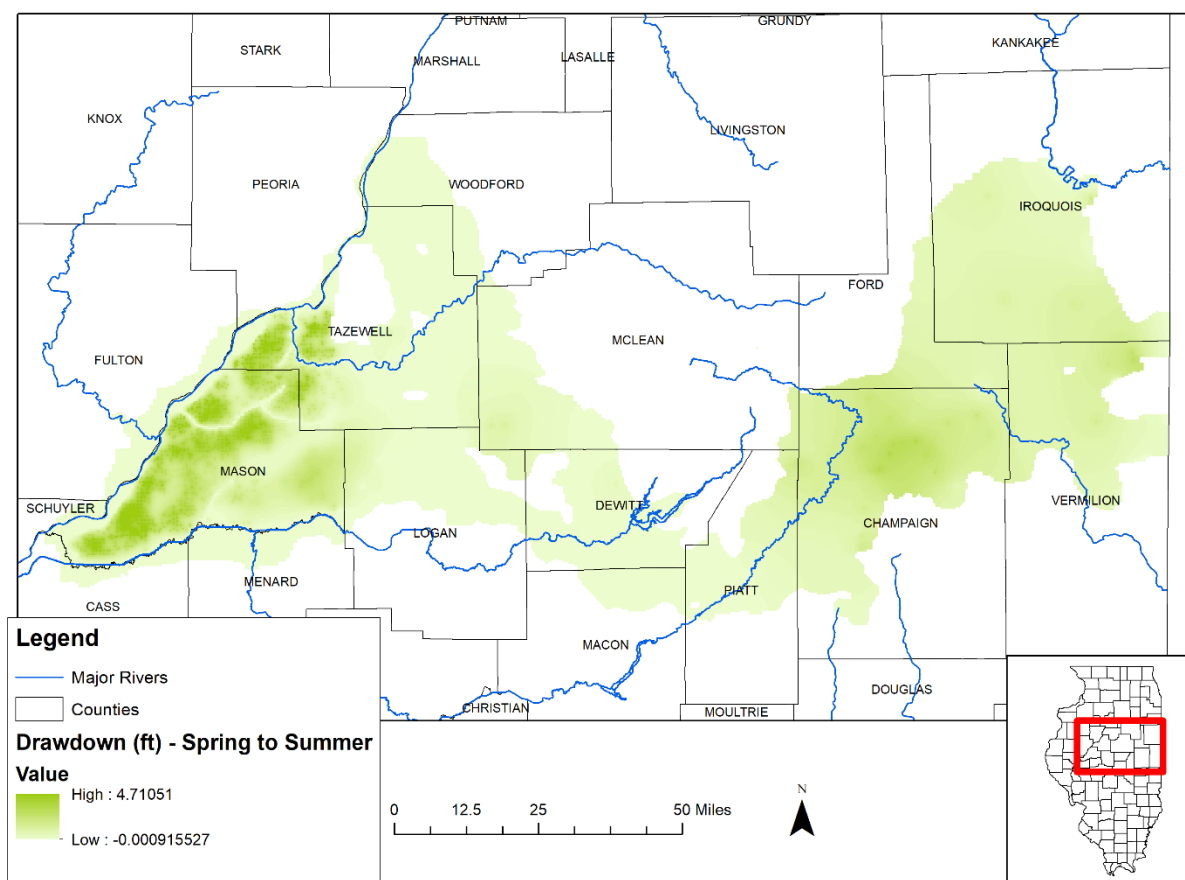 PUTNAM
GRUNDY
STARK
MARSHALL
LASALLE
KANKAKEE
KNOX
LIVINGSTON
PEORIA
WOODFORD
IROQUOIS
FORD
TAZEWELL
MCLEAN
FULTON
MASON
SCHUYLER
DEWITT
VERMILION
CHAMPAIGN
LOGAN
MENARD
PIATT
CASS
MACON
DOUGLAS
CHRISTIAN
MOULTRIE
Legend
Major Rivers
Counties
Drawdown (ft) - Spring to Summer
Value
High : 4.71051
Low : -0.000915527
0 12.5 25 50 Miles
N